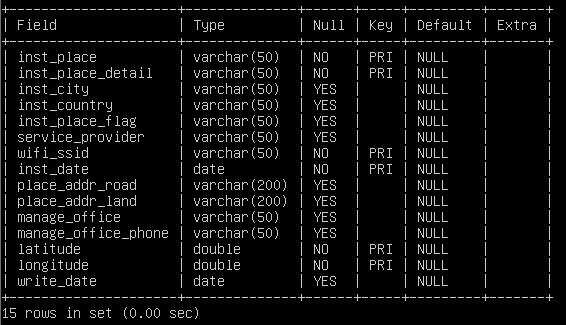 +-------------------+--------------+------+-----+---------+-------+
| Field             | Type         | Null | Key | Default | Extra |
+-------------------+--------------+------+-----+---------+-------+
| inst_place        | varchar(50)  | NO   | PRI | NULL    |       |
| inst_place_detail | varchar(50)  | NO   | PRI | NULL    |       |
| inst_city         | varchar(50)  | YES  |     | NULL    |       |
| inst_country      | varchar(50)  | YES  |     | NULL    |       |
| inst_place_flag   | varchar(50)  | YES  |     | NULL    |       |
| service_provider  | varchar(50)  | YES  |     | NULL    |       |
| wifi_ssid         | varchar(50)  | NO   | PRI | NULL    |       |
| inst_date         | date         | NO   | PRI | NULL    |       |
| place_addr_road   | varchar(200) | YES  |     | NULL    |       |
| place_addr_land   | varchar(200) | YES  |     | NULL    |       |
| manage_office     | varchar(50)  | YES  |     | NULL    |       |
| manage_office_phone | varchar(50)  | YES  |     | NULL    |       |
| latitude          | double       | NO   | PRI | NULL    |       |
| longitude         | double       | NO   | PRI | NULL    |       |
| write_date        | date         | YES  |     | NULL    |       |
+-------------------+--------------+------+-----+---------+-------+
15 rows in set (0.00 sec)